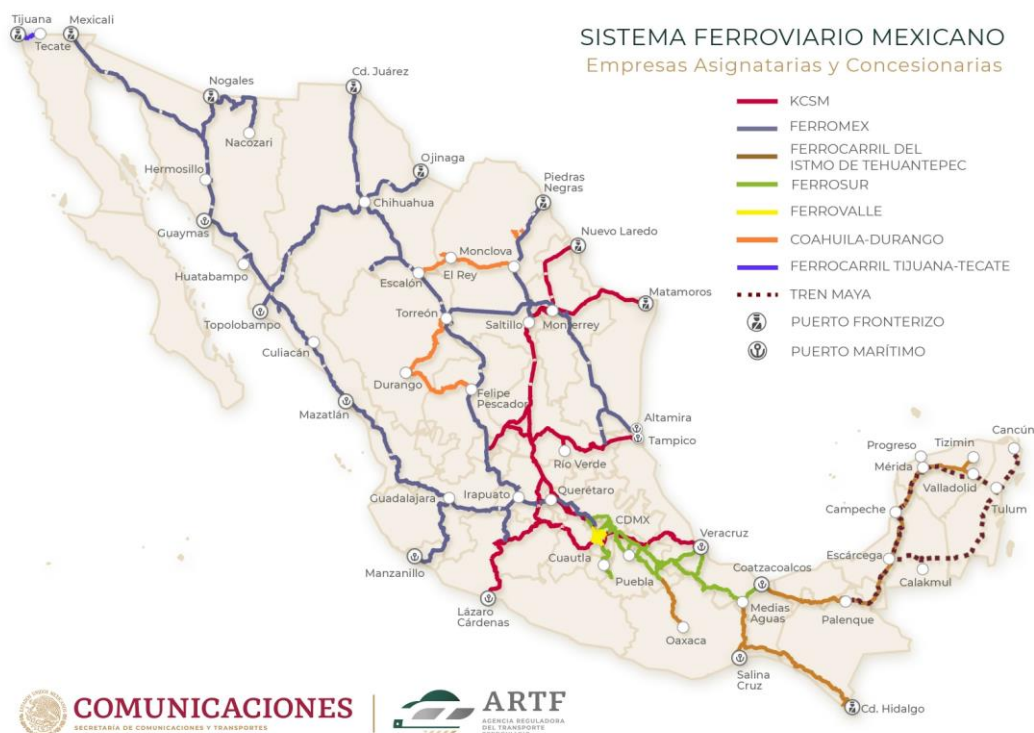 SISTEMA FERROVIARIO MEXICANO
Empresas Asignatarias y Concesionarias
KCSM
FERROMEX
FERROCARRIL DEL
ISTMO DE TEHUANTEPEC
FERROSUR
FERROVALLE
COAHUILA-DURANGO
FERROCARRIL TIJUANA-TECATE
TREN MAYA
PUERTO FRONTERIZO
PUERTO MARÍTIMO
Tijuana
Mexicali
Tecate
Nogales
Cd. Juárez
Nacozari
Ojinaga
Hermosillo
Piedras
Negras
Chihuahua
Guaymas
Nuevo Laredo
Monclova
Huatabampo
Escalón
El Rey
Matamoros
Topolobampo
Torreón
Saltillo
Monterrey
Culiacán
Durango
Felipe
Pescador
Mazatlán
Altamira
Tampico
Río Verde
Cancún
Tizimin
Progreso
Mérida
Valladolid
Tulum
Guadalajara
Irapuato
Querétaro
Campeche
CDMX
Veracruz
Manzanillo
Cuautla
Puebla
Coatzacoalcos
Escárcega
Calakmul
Lázaro
Cárdenas
Medias
Aguas
Palenque
Oaxaca
Salina
Cruz
Cd. Hidalgo
COMUNICACIONES
SECRETARÍA DE COMUNICACIONES Y TRANSPORTES
ARTF
AGENCIA REGULADORA
DEL TRANSPORTE